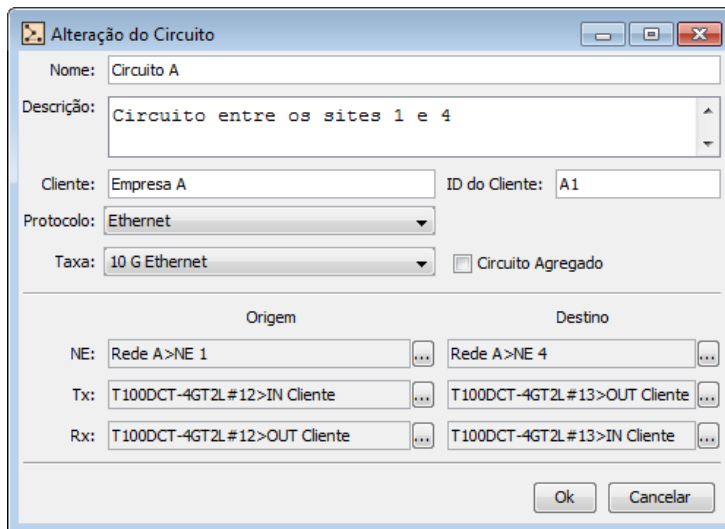 Alteração do Circuito
Nome: Circuito A
Descrição: Circuito entre os sites 1 e 4
Cliente: Empresa A ID do Cliente: A1
Protocolo: Ethernet
Taxa: 10 G Ethernet Circuito Agregado
Origem Destino
NE: Rede A>NE 1 ... Rede A>NE 4 ...
Tx: T100DCT-4GT2L#12>IN Cliente ... T100DCT-4GT2L#13>OUT Cliente ...
Rx: T100DCT-4GT2L#12>OUT Cliente ... T100DCT-4GT2L#13>IN Cliente ...
Ok Cancelar